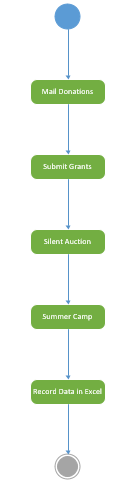 Mail Donations
Submit Grants
Silent Auction
Summer Camp
Record Data in Excel